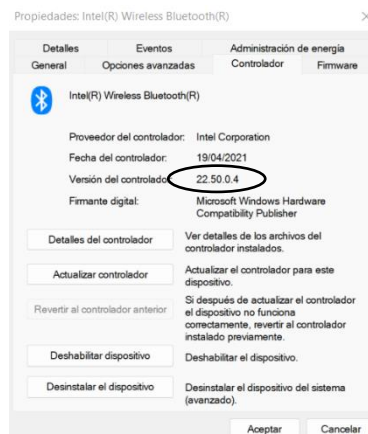 Propiedades: Intel(R) Wireless Bluetooth(R)
Detalles Eventos Administración de energía
General Opciones avanzadas Controlador Firmware
Intel(R) Wireless Bluetooth(R)
Proveedor del controlador: Intel Corporation
Fecha del controlador: 19/04/2021
Versión del controlador 22.50.0.4
Firmante digital: Microsoft Windows Hardware
Compatibility Publisher
Detalles del controlador Ver detalles de los archivos del
controlador instalados.
Actualizar controlador Actualizar el controlador para este
dispositivo.
Revertir al controlador anterior Si después de actualizar el controlador
el dispositivo no funciona
correctamente, revertir al controlador
instalado previamente.
Deshabilitar dispositivo Deshabilitar el dispositivo.
Desinstalar el dispositivo Desinstalar el dispositivo del sistema
(avanzado).
Aceptar Cancelar